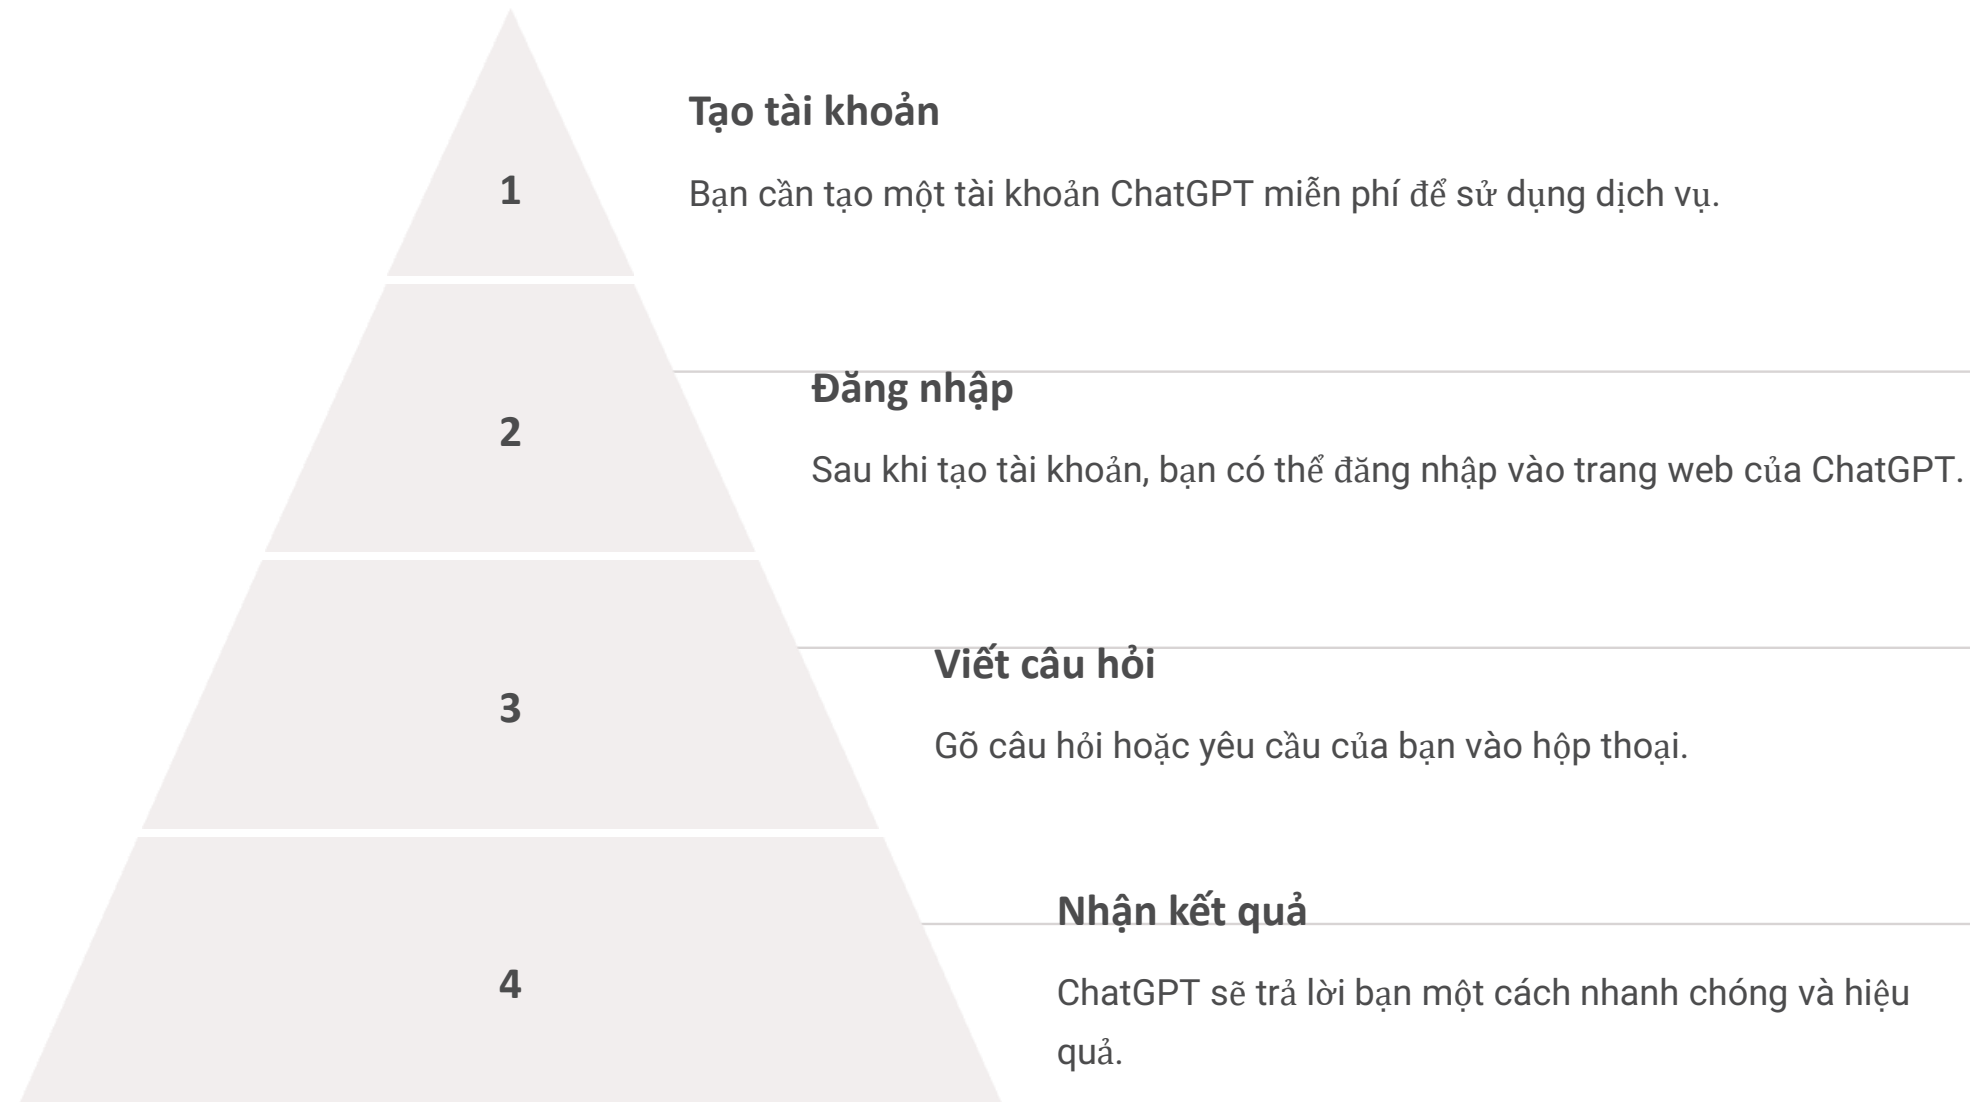 1
Tạo tài khoản
Bạn cần tạo một tài khoản ChatGPT miễn phí để sử dụng dịch vụ.
2
Đăng nhập
Sau khi tạo tài khoản, bạn có thể đăng nhập vào trang web của ChatGPT.
3
Viết câu hỏi
Gõ câu hỏi hoặc yêu cầu của bạn vào hộp thoại.
4
Nhận kết quả
ChatGPT sẽ trả lời bạn một cách nhanh chóng và hiệu
quả.